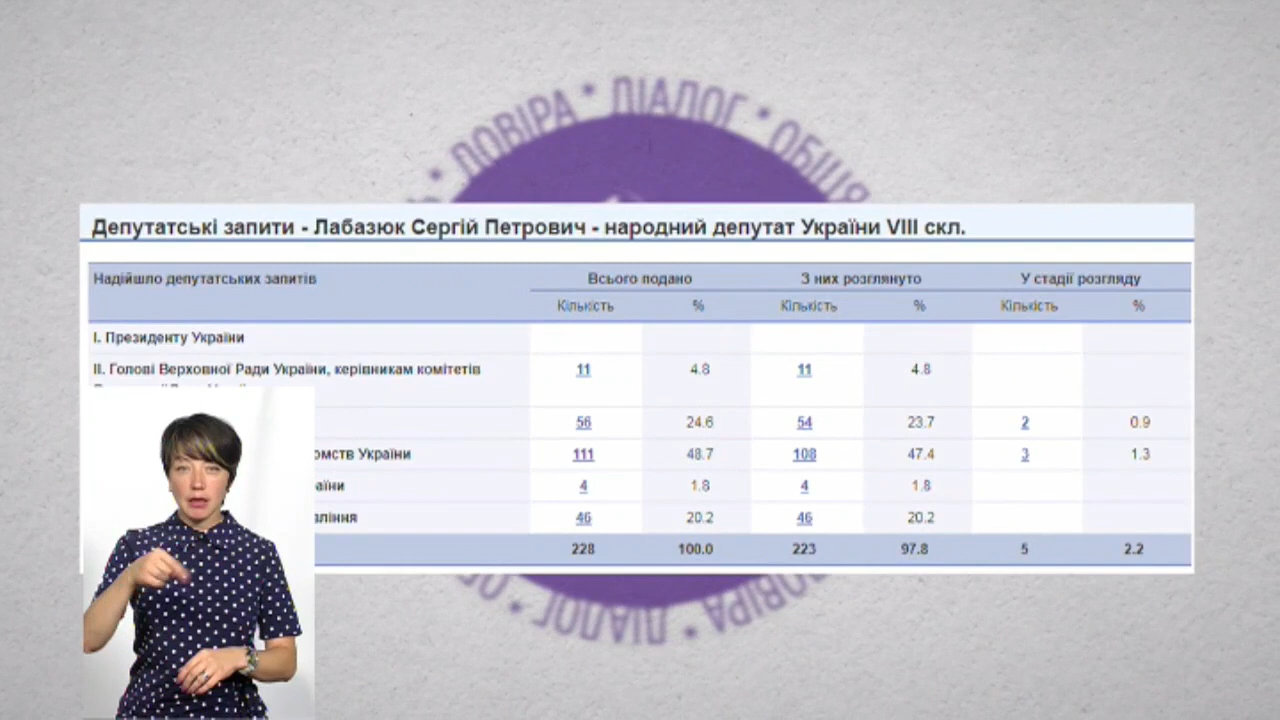 ДОВІРА * ДІАЛОГ * ОБІЦЯ
Депутатські запити - Лабазюк Сергій Петрович - народний депутат України VIII скл.
Надійшло депутатських запитів Всього подано З них розглянуто У стадії розгляду
Кількість % Кількість % Кількість %
I. Президенту України
II. Голові Верховної Ради України, керівникам комітетів 11 4.8 11 4.8
56 24.6 54 23.7 2 0.9
омств України 111 48.7 108 47.4 3 1.3
аїни 4 1.8 4 1.8
вління 46 20.2 46 20.2
228 100.0 223 97.8 5 2.2
ДІАЛОГ * ДОВІРА